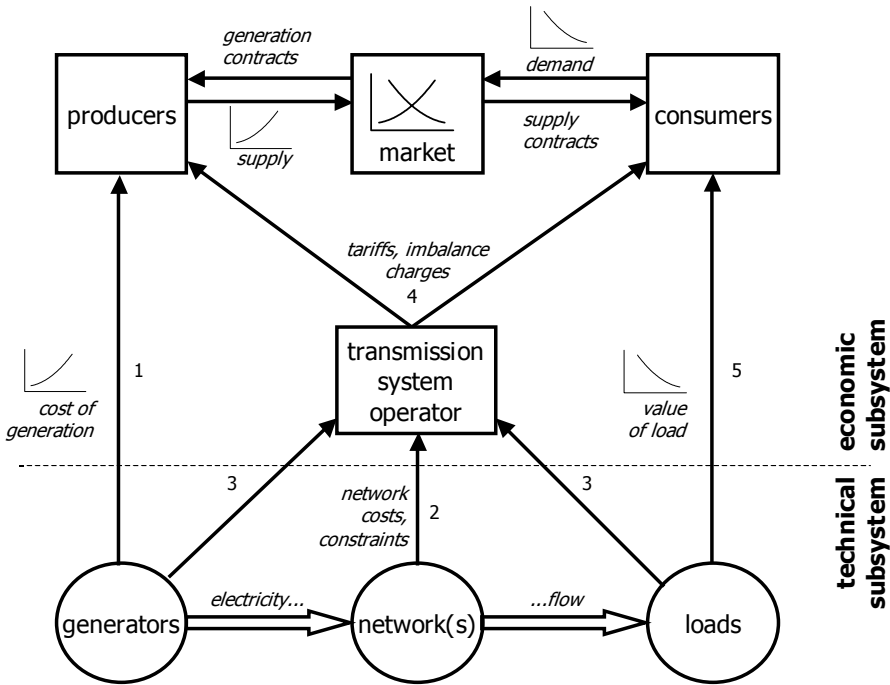 generation
contracts
demand
producers
supply
market
supply
contracts
consumers
tariffs, imbalance
charges
4
transmission
system
operator
1
cost of
generation
5
value
of load
economic
subsystem
3
network
costs,
constraints
2
3
technical
subsystem
generators
electricity...
network(s)
...flow
loads